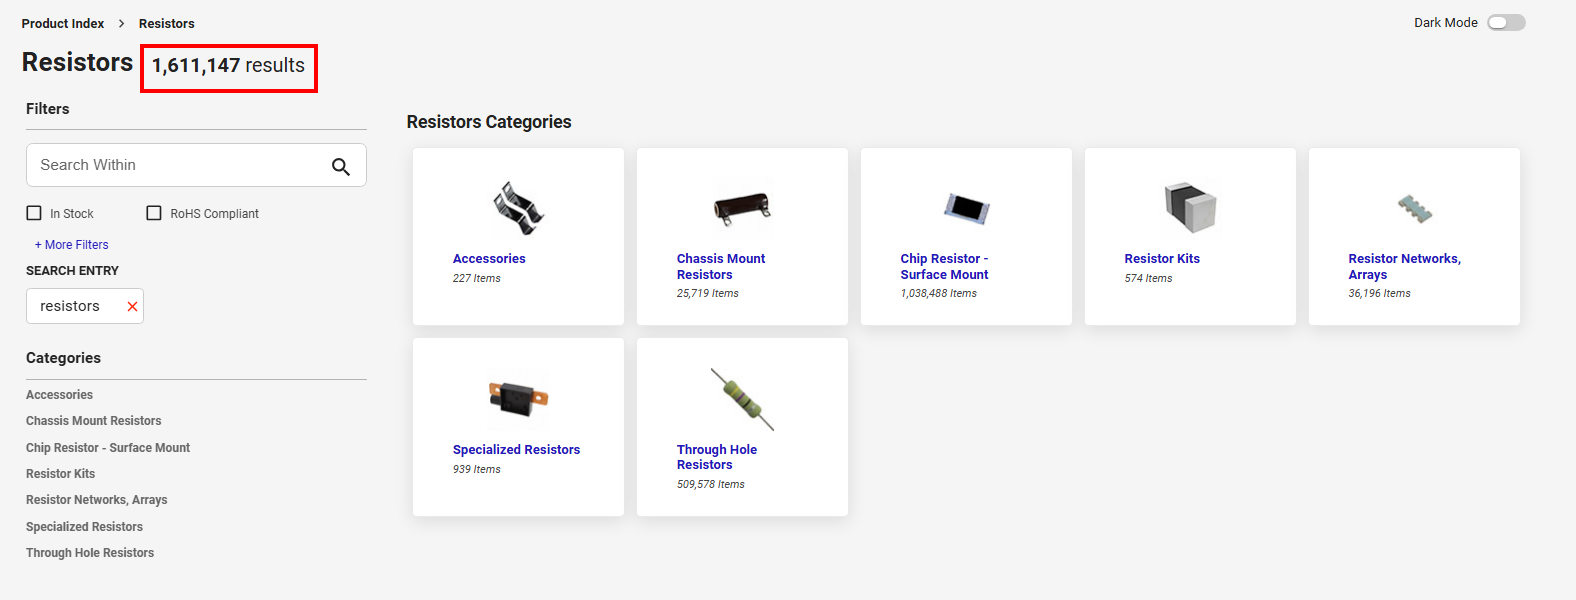 Product Index > Resistors
Dark Mode
Resistors 1,611,147 results
Filters
Search Within
In Stock
RoHS Compliant
+ More Filters
SEARCH ENTRY
resistors
Categories
Accessories
Chassis Mount Resistors
Chip Resistor - Surface Mount
Resistor Kits
Resistor Networks, Arrays
Specialized Resistors
Through Hole Resistors
Resistors Categories
Accessories
227 Items
Chassis Mount
Resistors
25,719 Items
Chip Resistor -
Surface Mount
1,038,488 Items
Resistor Kits
574 Items
Resistor Networks,
Arrays
36,196 Items
Specialized Resistors
939 Items
Through Hole
Resistors
509,578 Items